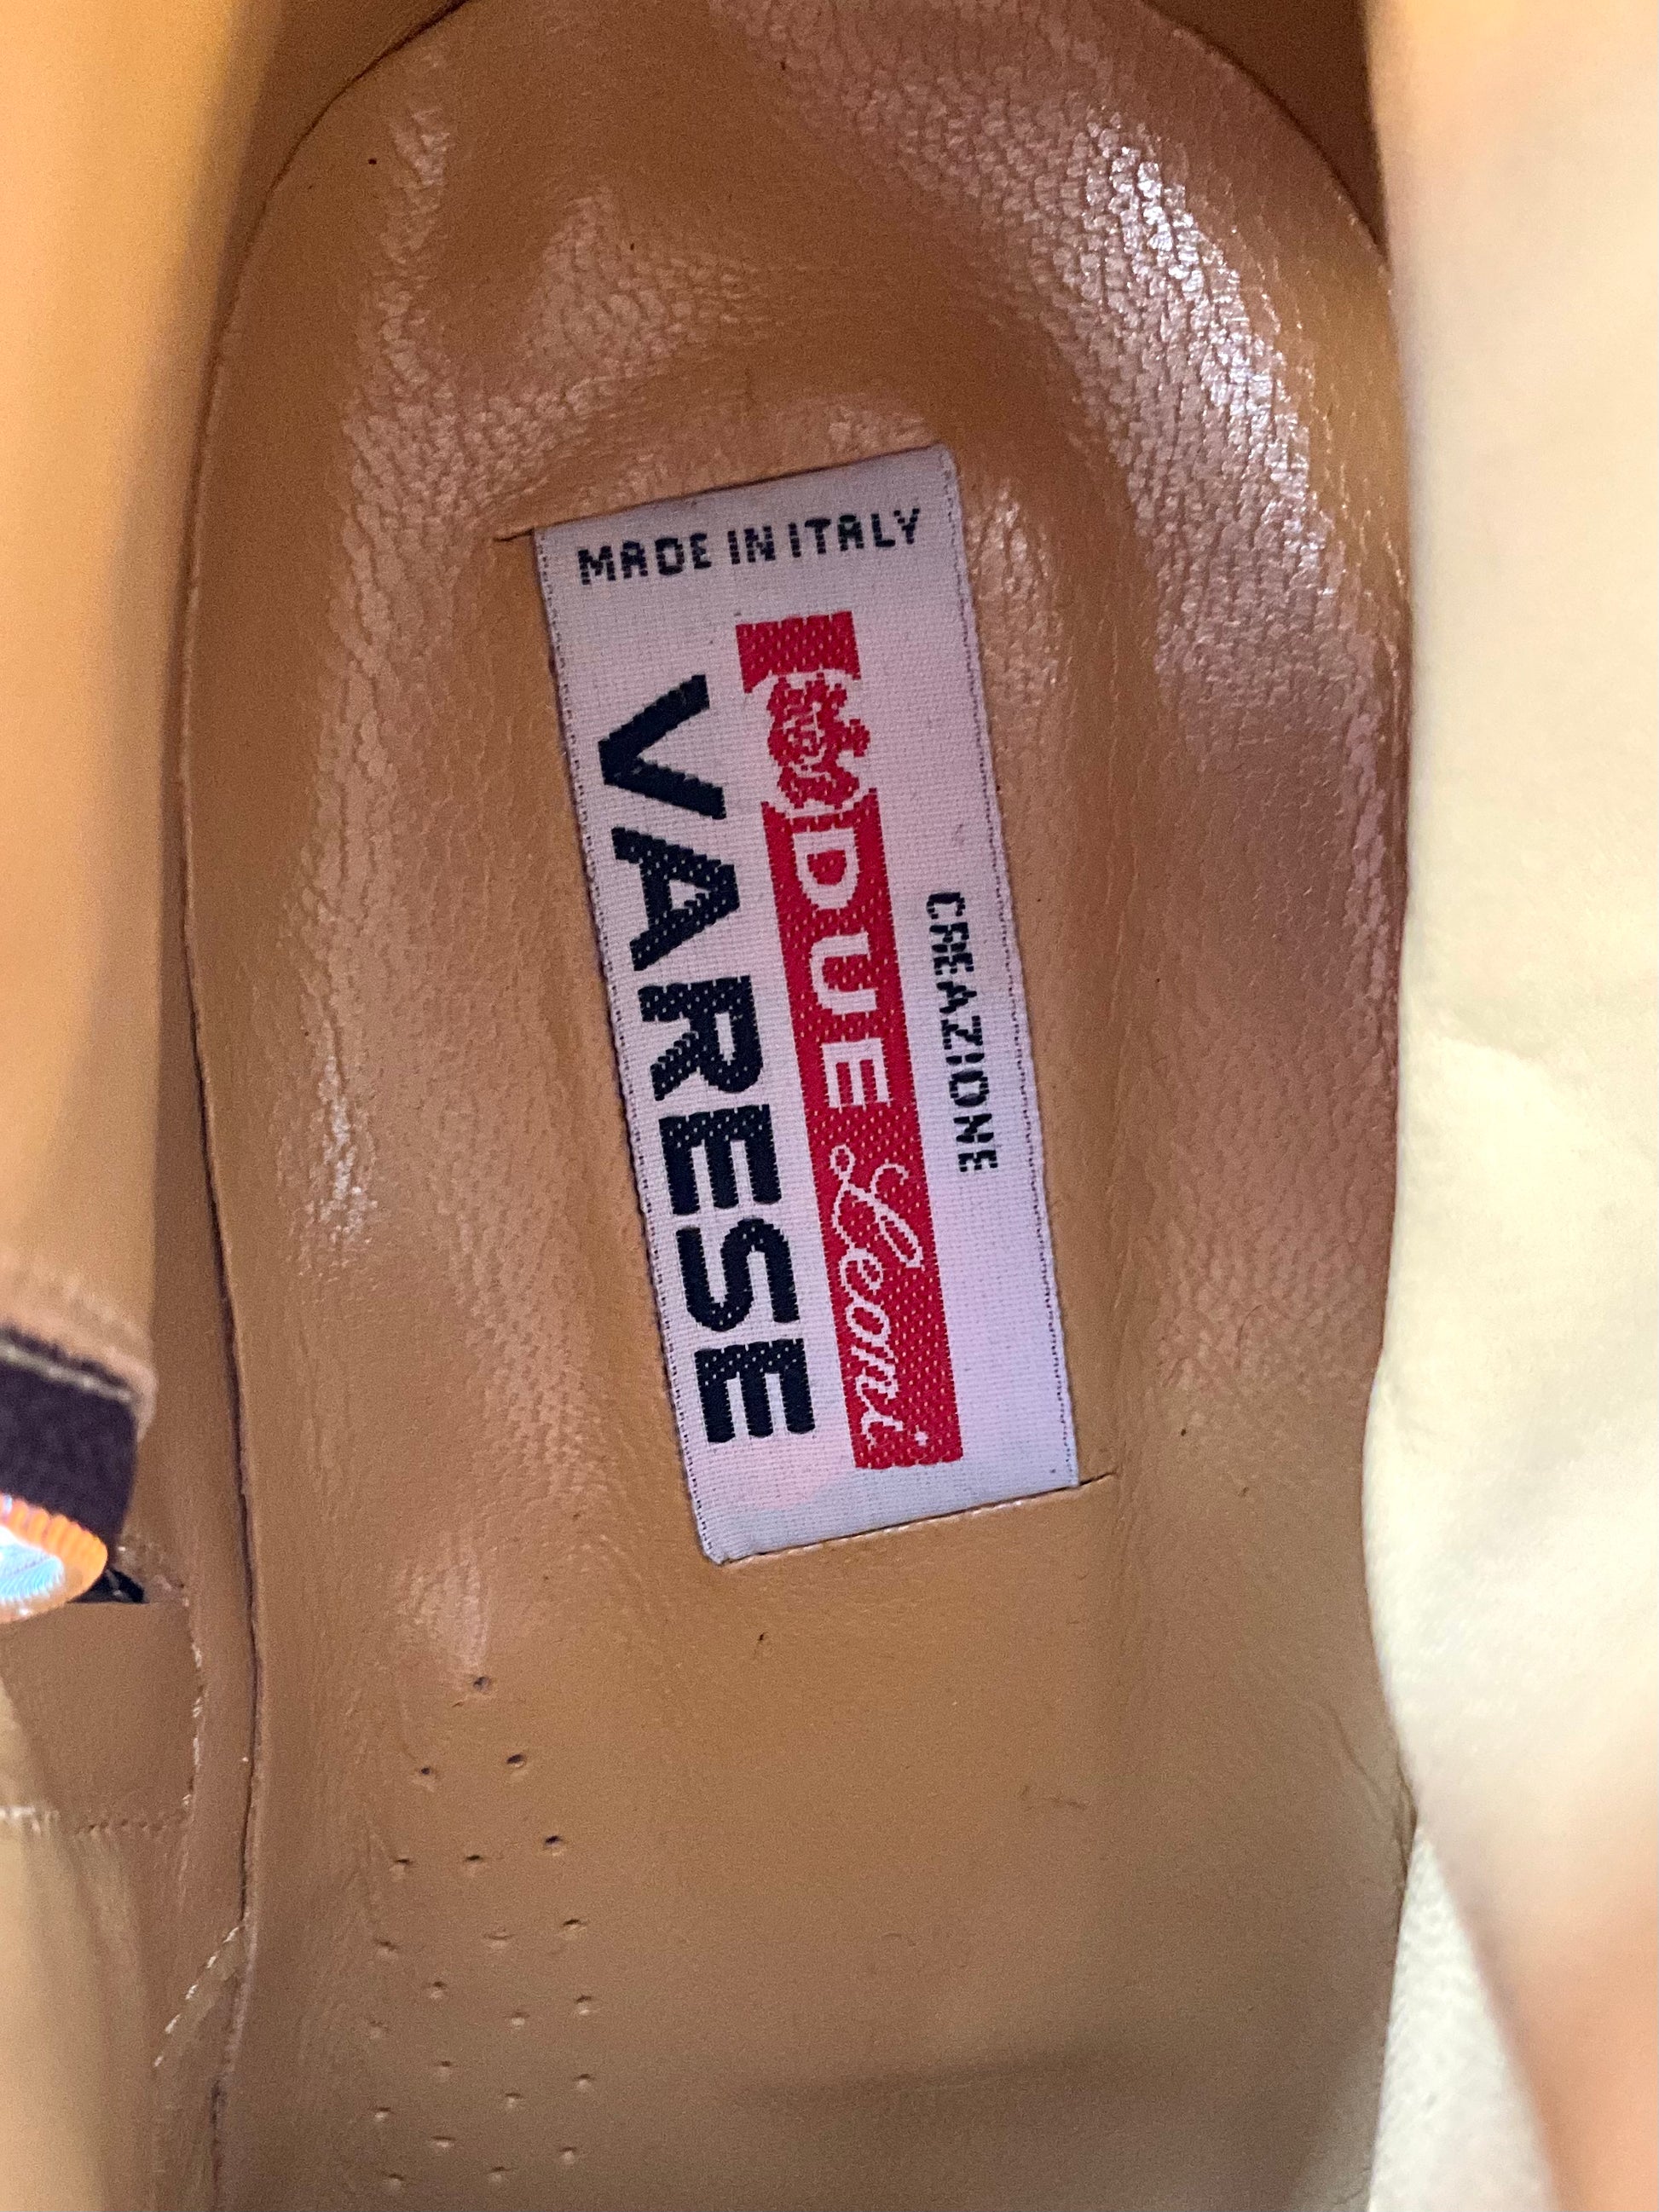 MADE IN ITALY
CREAZIONE
DUE Leoni
VARESE